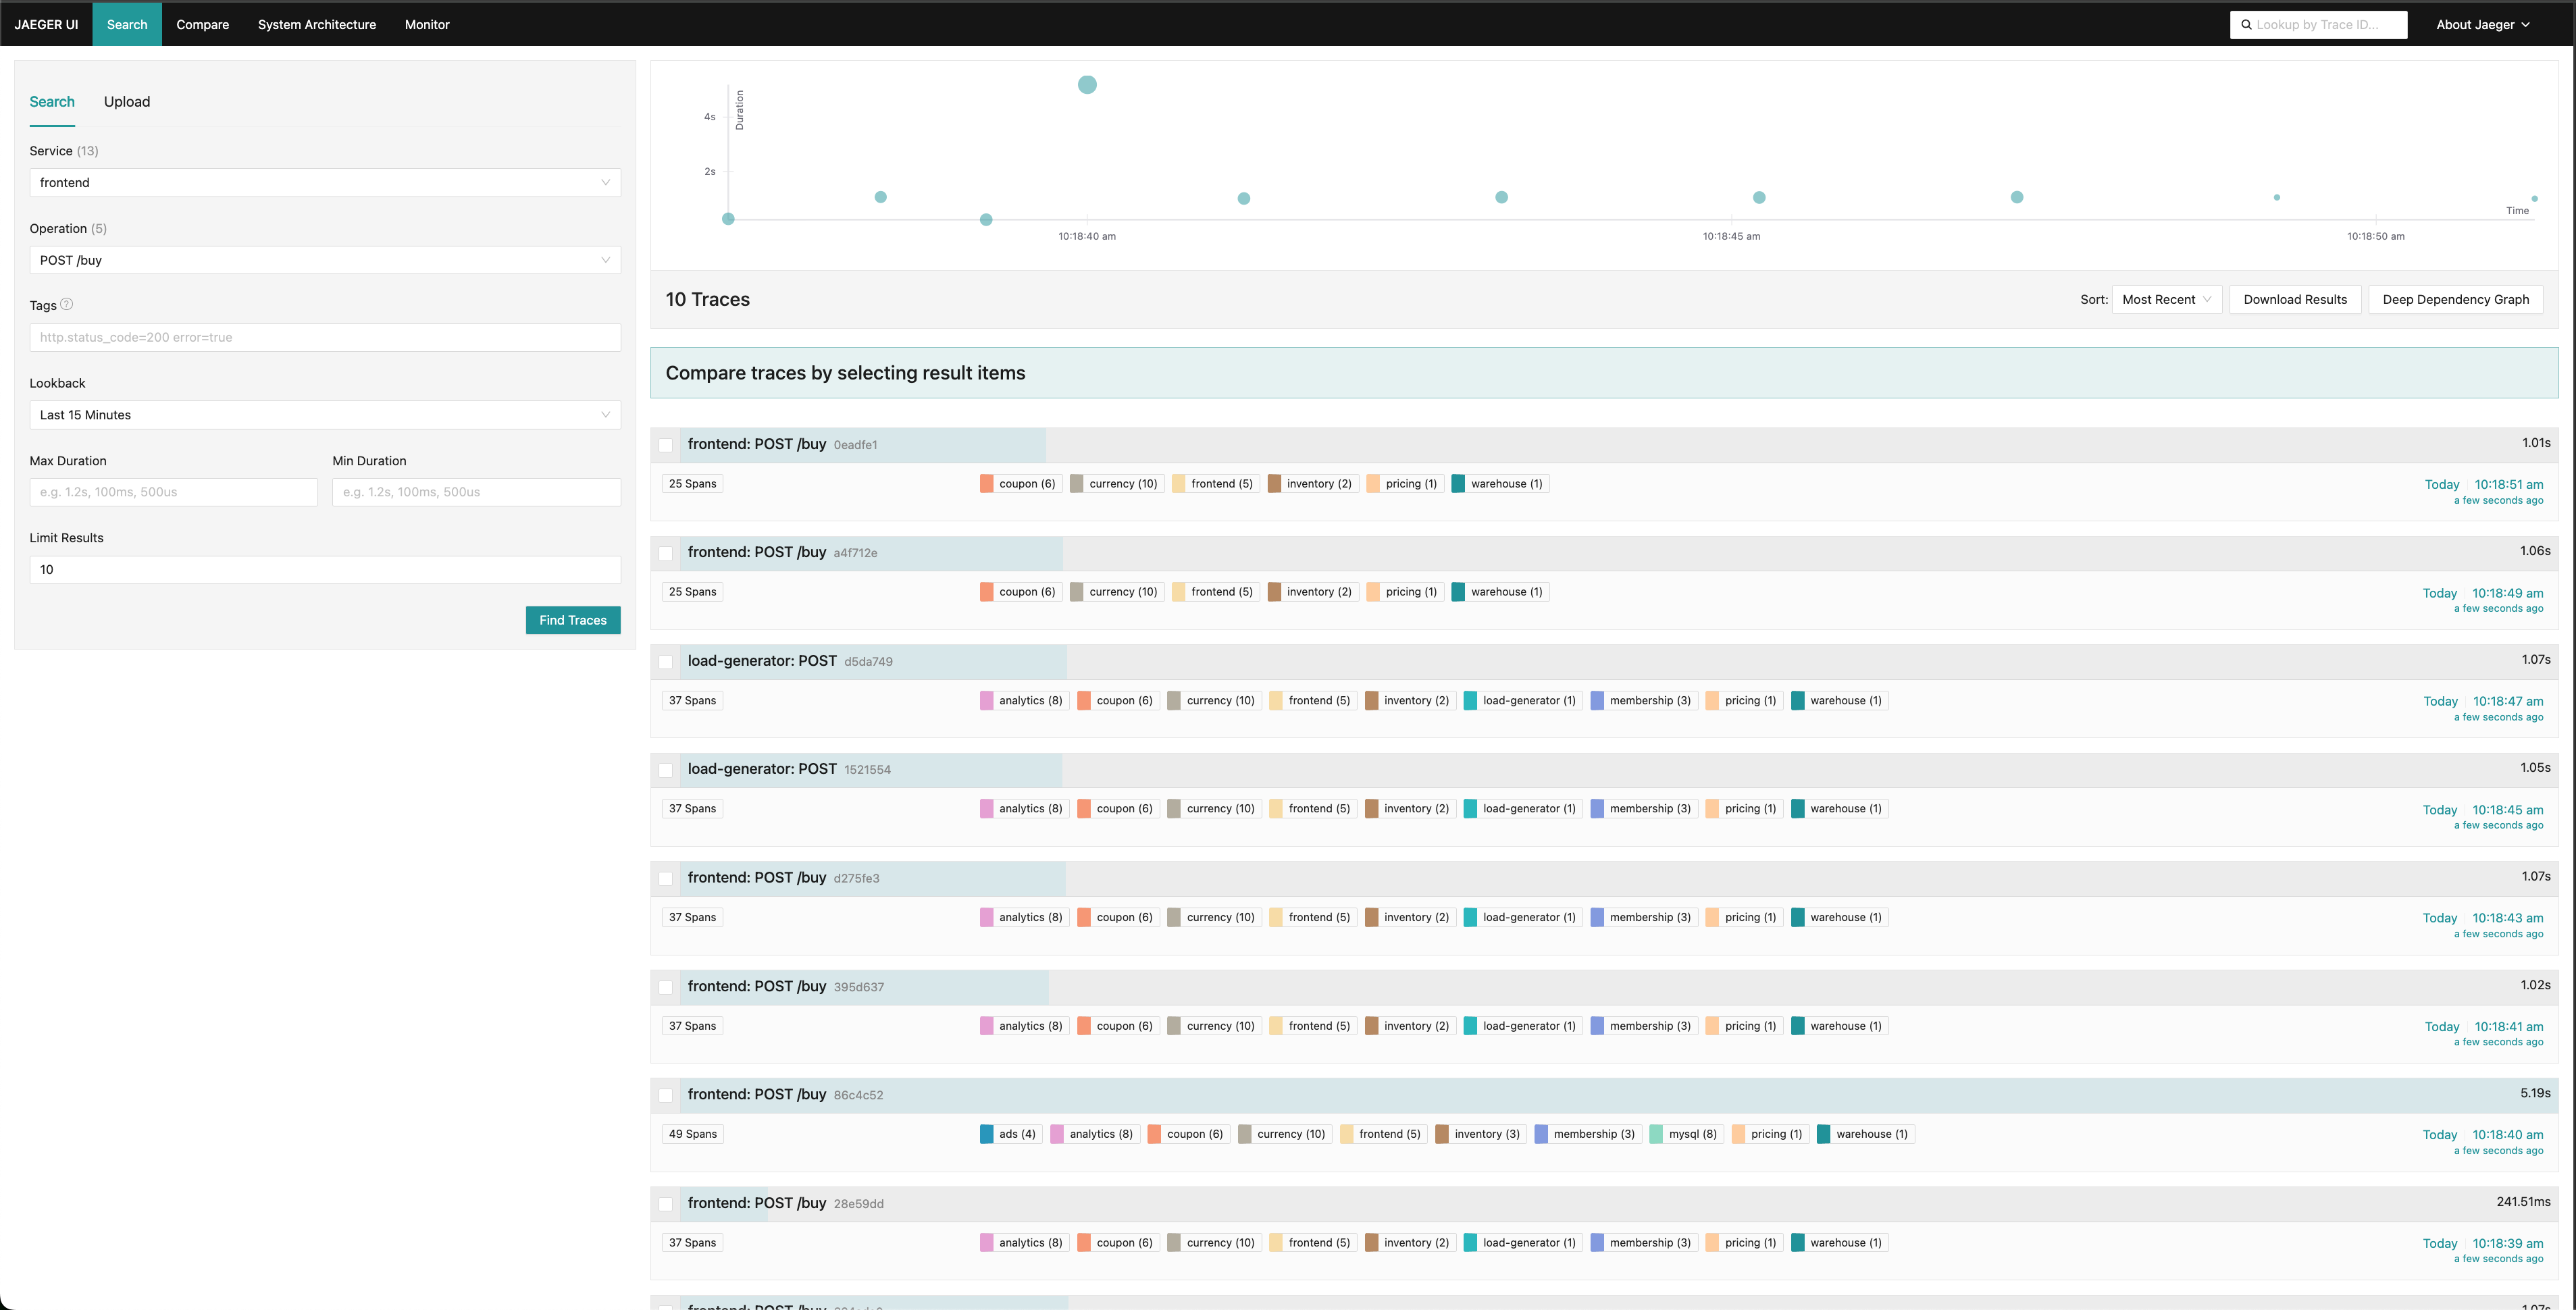 JAEGER UI Search Compare System Architecture Monitor Lookup by Trace ID... About Jaeger
Search Upload
Service (13)
frontend
Operation (5)
POST /buy
Tags
http.status_code=200 error=true
Lookback
Last 15 Minutes
Max Duration Min Duration
e.g. 1.2s, 100ms, 500us e.g. 1.2s, 100ms, 500us
Limit Results
10
Find Traces
Duration
4s
2s
Time
10:18:40 am 10:18:45 am 10:18:50 am
10 Traces Sort: Most Recent Download Results Deep Dependency Graph
Compare traces by selecting result items
frontend: POST /buy 0eadfe1 1.01s
25 Spans coupon (6) currency (10) frontend (5) inventory (2) pricing (1) warehouse (1) Today 10:18:51 am
a few seconds ago
frontend: POST /buy a4f712e 1.06s
25 Spans coupon (6) currency (10) frontend (5) inventory (2) pricing (1) warehouse (1) Today 10:18:49 am
a few seconds ago
load-generator: POST d5da749 1.07s
37 Spans analytics (8) coupon (6) currency (10) frontend (5) inventory (2) load-generator (1) membership (3) pricing (1) warehouse (1) Today 10:18:47 am
a few seconds ago
load-generator: POST 1521554 1.05s
37 Spans analytics (8) coupon (6) currency (10) frontend (5) inventory (2) load-generator (1) membership (3) pricing (1) warehouse (1) Today 10:18:45 am
a few seconds ago
frontend: POST /buy d275fe3 1.07s
37 Spans analytics (8) coupon (6) currency (10) frontend (5) inventory (2) load-generator (1) membership (3) pricing (1) warehouse (1) Today 10:18:43 am
a few seconds ago
frontend: POST /buy 395d637 1.02s
37 Spans analytics (8) coupon (6) currency (10) frontend (5) inventory (2) load-generator (1) membership (3) pricing (1) warehouse (1) Today 10:18:41 am
a few seconds ago
frontend: POST /buy 86c4c52 5.19s
49 Spans ads (4) analytics (8) coupon (6) currency (10) frontend (5) inventory (3) membership (3) mysql (8) pricing (1) warehouse (1) Today 10:18:40 am
a few seconds ago
frontend: POST /buy 28e59dd 241.51ms
37 Spans analytics (8) coupon (6) currency (10) frontend (5) inventory (2) load-generator (1) membership (3) pricing (1) warehouse (1) Today 10:18:39 am
a few seconds ago
frontend: POST /buy 1.07s